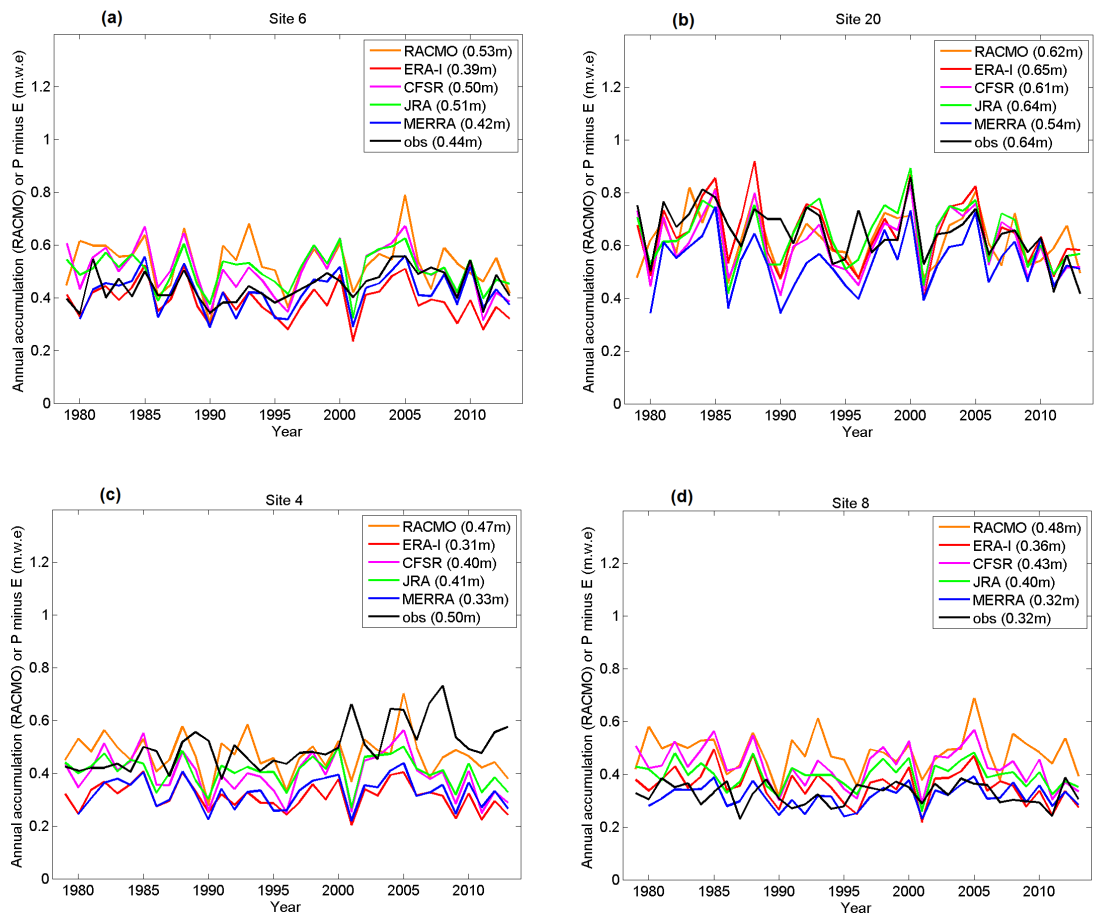 (a)
Site 6
Annual accumulation (RACMO) or P minus E (m.w.e)
1.2
1
0.8
0.6
0.4
0.2
0
RACMO (0.53m)
ERA-I (0.39m)
CFSR (0.50m)
JRA (0.51m)
MERRA (0.42m)
obs (0.44m)
1980 1985 1990 1995 2000 2005 2010
Year
(b)
Site 20
Annual accumulation (RACMO) or P minus E (m.w.e)
1.2
1
0.8
0.6
0.4
0.2
0
RACMO (0.62m)
ERA-I (0.65m)
CFSR (0.61m)
JRA (0.64m)
MERRA (0.54m)
obs (0.64m)
1980 1985 1990 1995 2000 2005 2010
Year
(c)
Site 4
Annual accumulation (RACMO) or P minus E (m.w.e)
1.2
1
0.8
0.6
0.4
0.2
0
RACMO (0.47m)
ERA-I (0.31m)
CFSR (0.40m)
JRA (0.41m)
MERRA (0.33m)
obs (0.50m)
1980 1985 1990 1995 2000 2005 2010
Year
(d)
Site 8
Annual accumulation (RACMO) or P minus E (m.w.e)
1.2
1
0.8
0.6
0.4
0.2
0
RACMO (0.48m)
ERA-I (0.36m)
CFSR (0.43m)
JRA (0.40m)
MERRA (0.32m)
obs (0.32m)
1980 1985 1990 1995 2000 2005 2010
Year